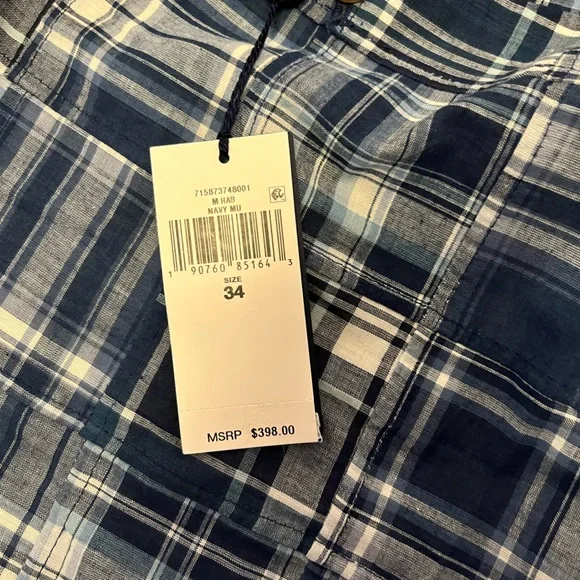 715873748001
M HAB
NAVY MU
1 90760 85164 3
SIZE
34
MSRP $398.00